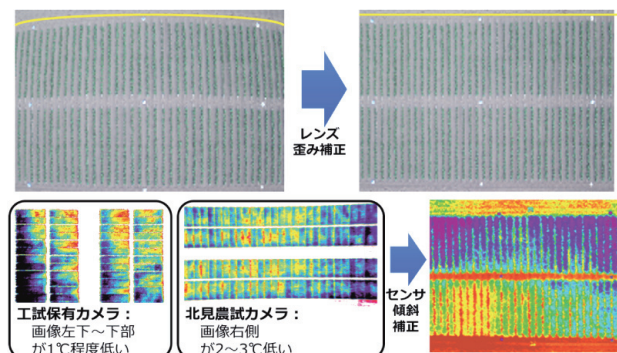 レンズ
歪み補正
工試保有カメラ：
画像左下～下部
が1℃程度低い
北見農試カメラ：
画像右側
が2～3℃低い
センサ
傾斜
補正